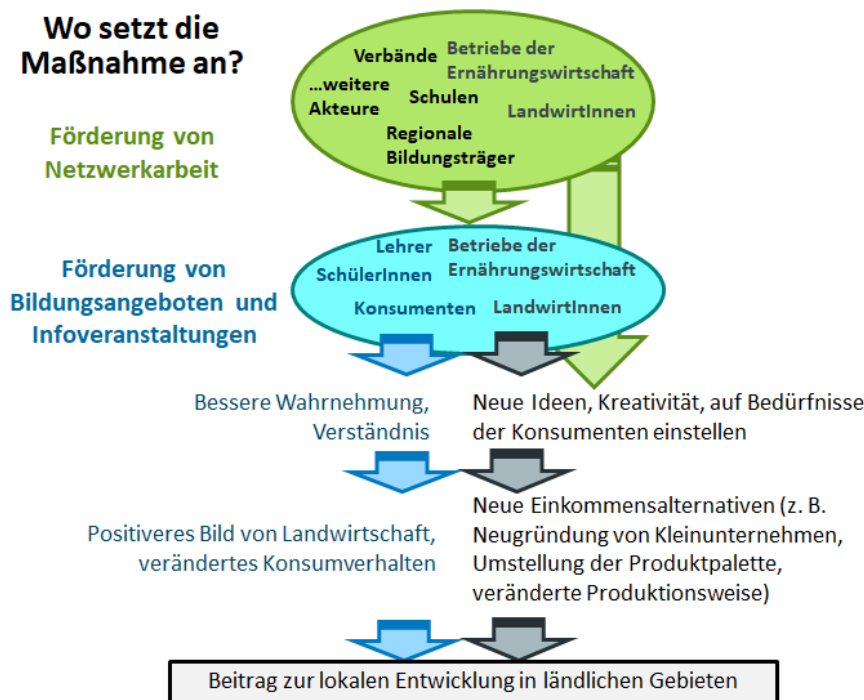 Wo setzt die
Maßnahme an?
Verbände
Betriebe der
Ernährungswirtschaft
...weitere
Akteure
Schulen
LandwirtInnen
Regionale
Bildungsträger
Förderung von
Netzwerkarbeit
Lehrer
SchülerInnen
Betriebe der
Ernährungswirtschaft
Konsumenten
LandwirtInnen
Förderung von
Bildungsangeboten und
Infoveranstaltungen
Bessere Wahrnehmung,
Verständnis
Neue Ideen, Kreativität, auf Bedürfnisse
der Konsumenten einstellen
Positiveres Bild von Landwirtschaft,
verändertes Konsumverhalten
Neue Einkommensalternativen (z. B.
Neugründung von Kleinunternehmen,
Umstellung der Produktpalette,
veränderte Produktionsweise)
Beitrag zur lokalen Entwicklung in ländlichen Gebieten